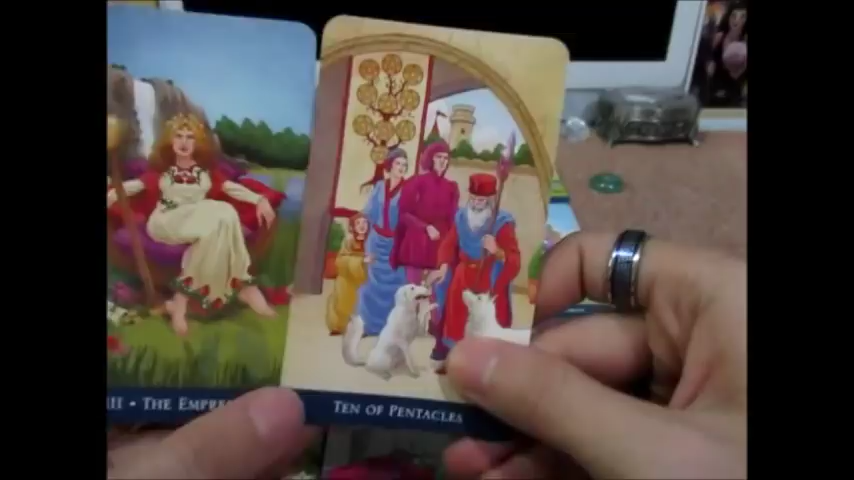 III • The Empre
Ten of Pentacles